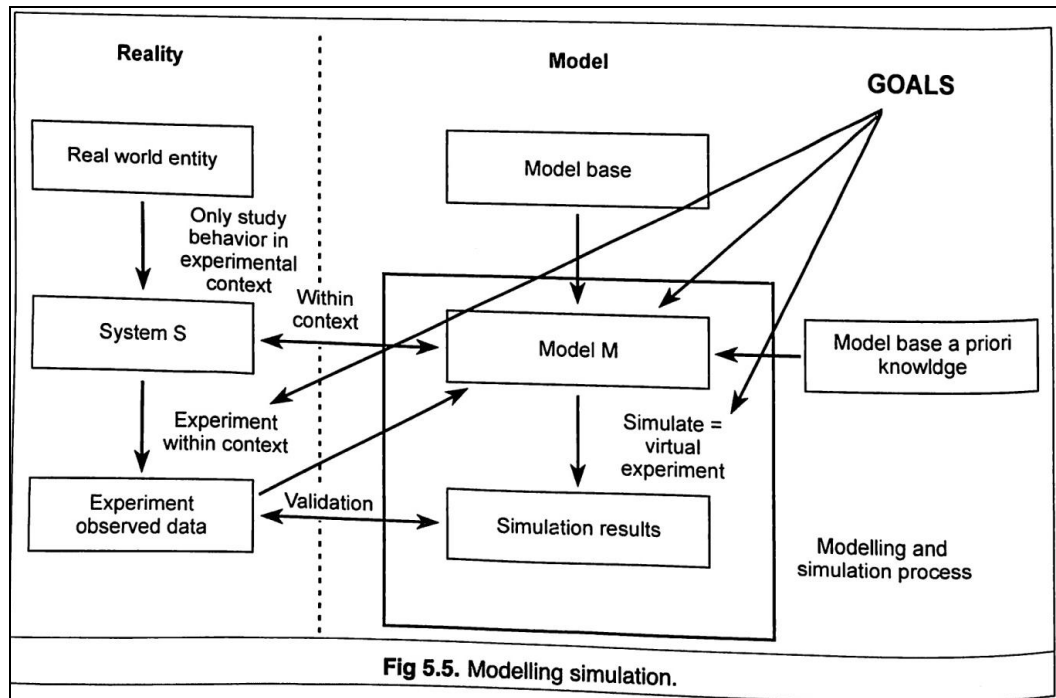 Reality
Model
GOALS
Real world entity
Model base
Only study
behavior in
experimental
context
Within
context
System S
Model M
Model base a priori
knowldge
Experiment
within context
Simulate =
virtual
experiment
Experiment
observed data
Validation
Simulation results
Modelling and
simulation process
Fig 5.5. Modelling simulation.